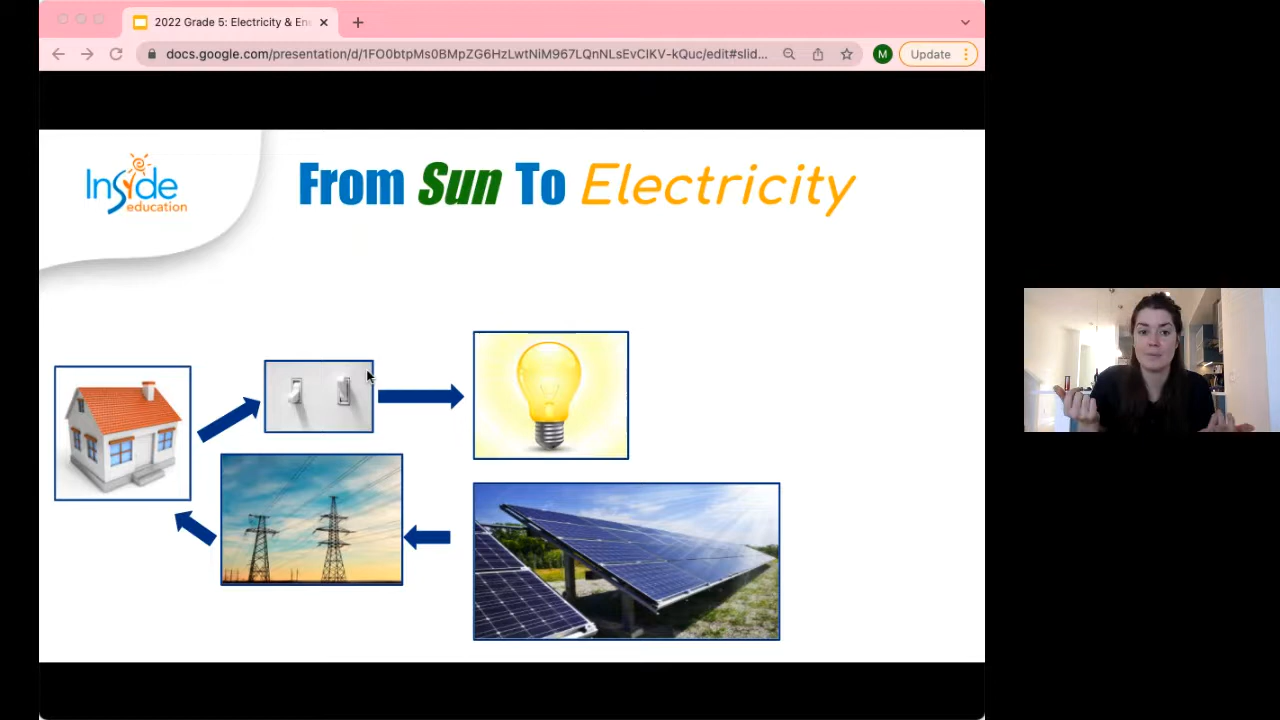 2022 Grade 5: Electricity & En
docs.google.com/presentation/d/1FO0btpMs0BMpZG6HzLwtNiM967LQnNLsEvCIKV-kQuc/edit#slid...
M
Update
Inside
education
From Sun To Electricity